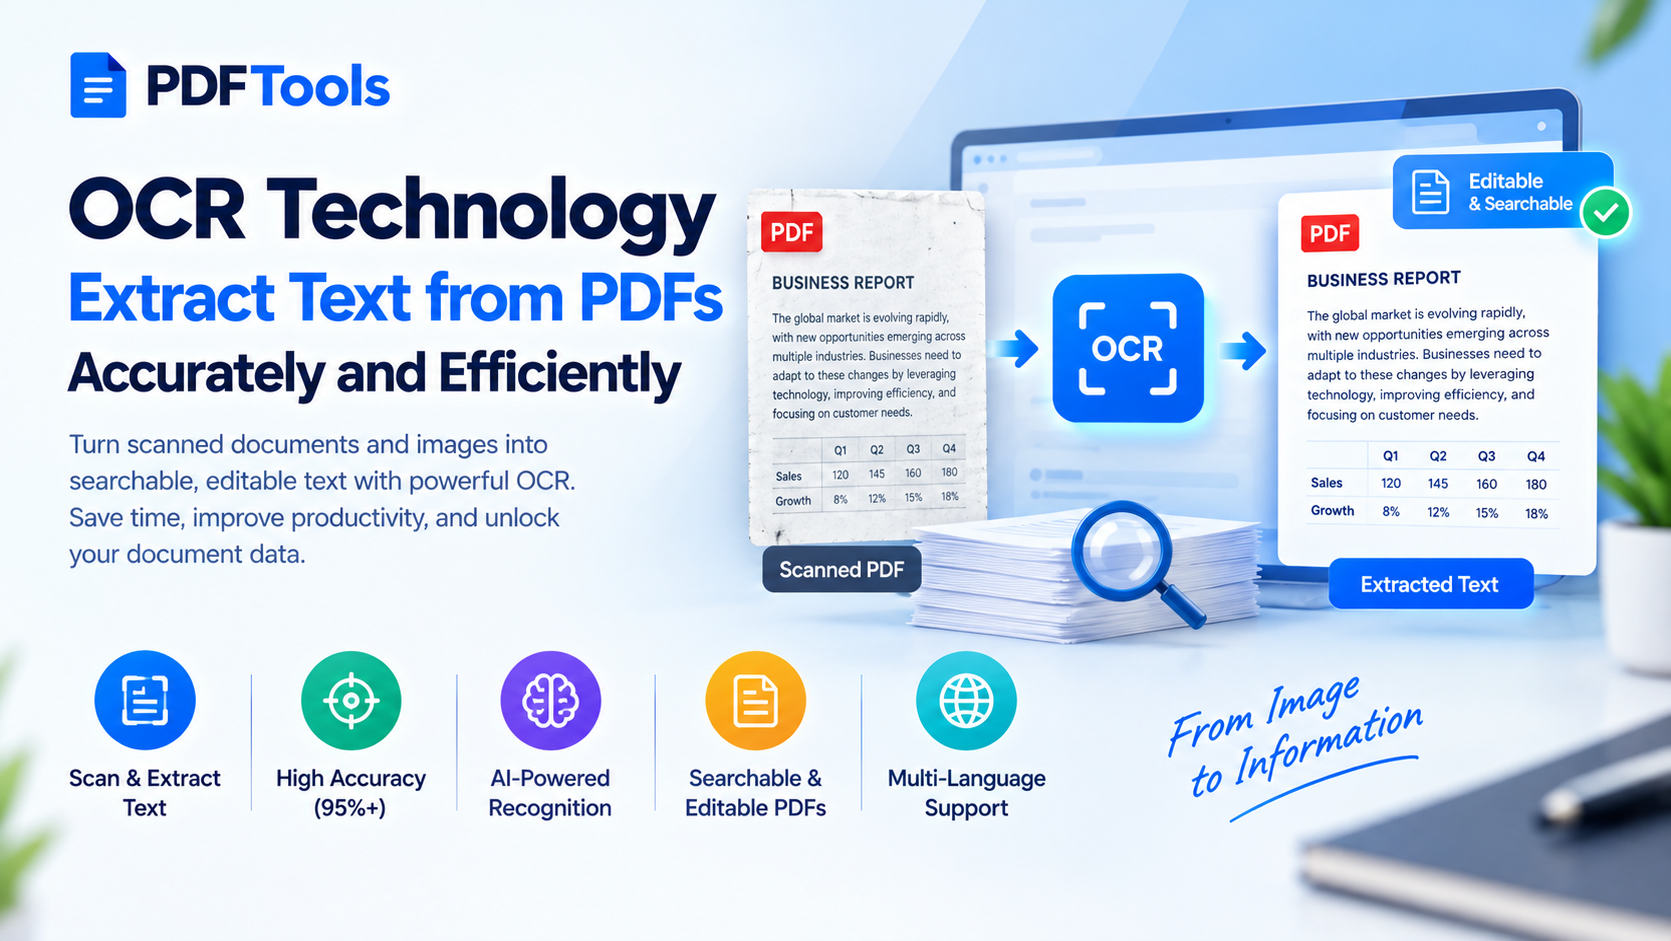 PDFTools
OCR Technology
Extract Text from PDFs
Accurately and Efficiently
Turn scanned documents and images into
searchable, editable text with powerful OCR.
Save time, improve productivity, and unlock
your document data.
PDF
BUSINESS REPORT
The global market is evolving rapidly,
with new opportunities emerging across
multiple industries. Businesses need to
adapt to these changes by leveraging
technology, improving efficiency, and
focusing on customer needs.
Q1 Q2 Q3 Q4
Sales 120 145 160 180
Growth 8% 12% 15% 18%
Scanned PDF
OCR
Editable
& Searchable
PDF
BUSINESS REPORT
The global market is evolving rapidly,
with new opportunities emerging across
multiple industries. Businesses need to
adapt to these changes by leveraging
technology, improving efficiency, and
focusing on customer needs.
Q1 Q2 Q3 Q4
Sales 120 145 160 180
Growth 8% 12% 15% 18%
Extracted Text
Scan & Extract
Text
High Accuracy
(95%+)
AI-Powered
Recognition
Searchable &
Editable PDFs
Multi-Language
Support
From Image
to Information